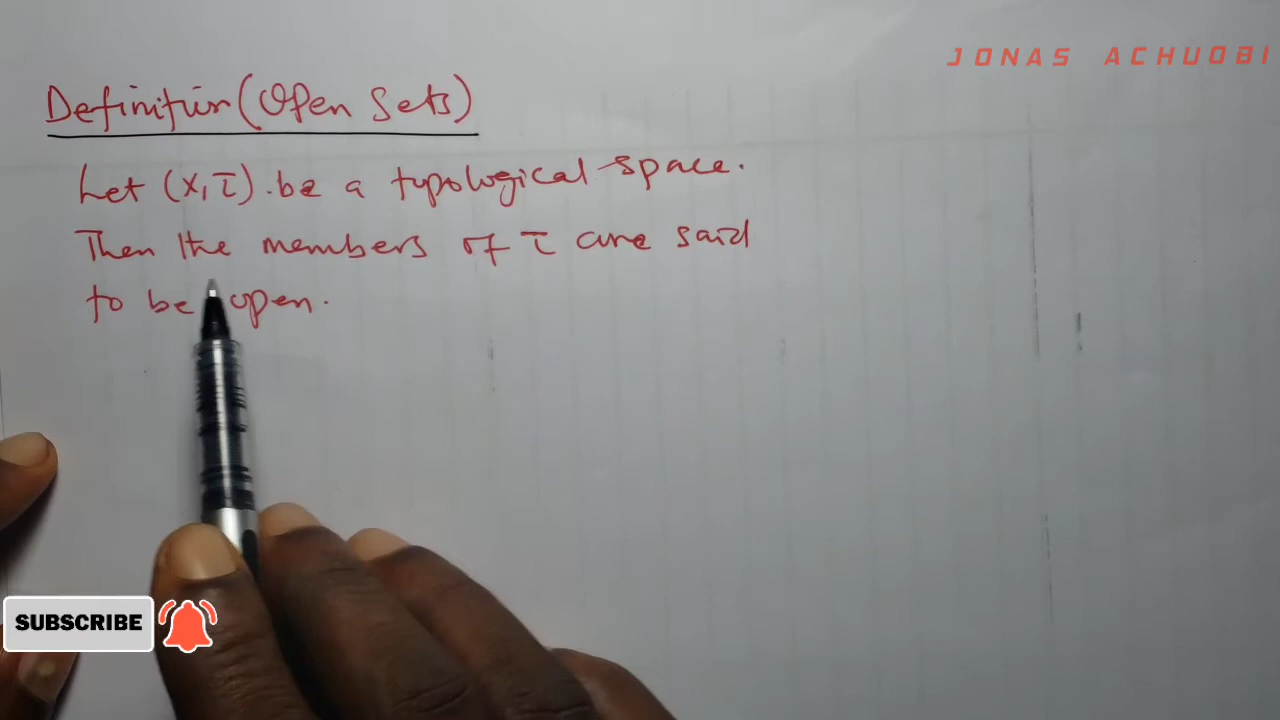 JONAS ACHUOBI
Definition (Open Sets)
Let (X, τ) be a topological space.
Then the members of τ are said
to be open.
SUBSCRIBE